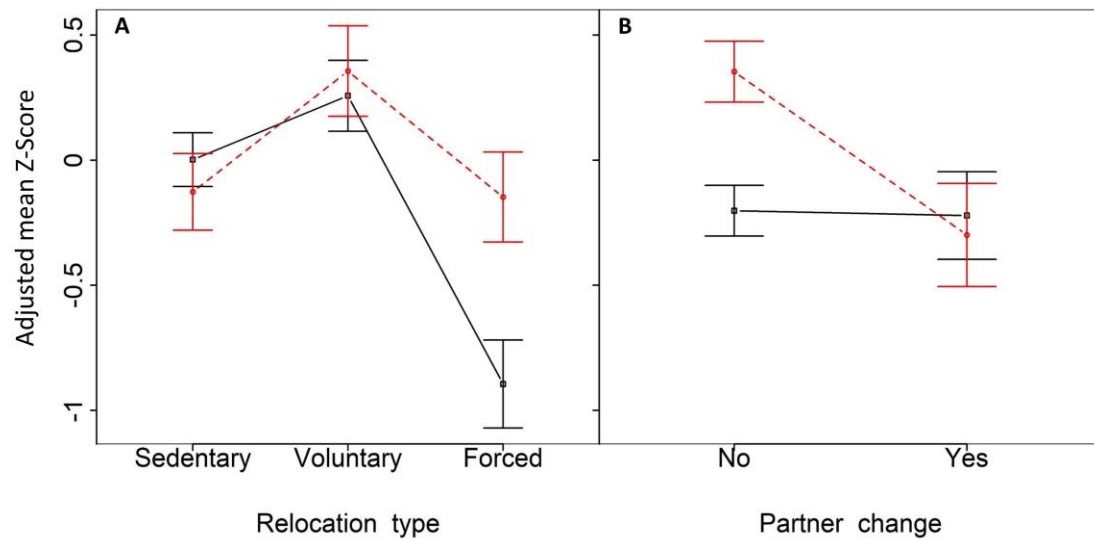 A
B
Adjusted mean Z-Score
0.5
0
-0.5
-1
Sedentary Voluntary Forced
No Yes
Relocation type
Partner change